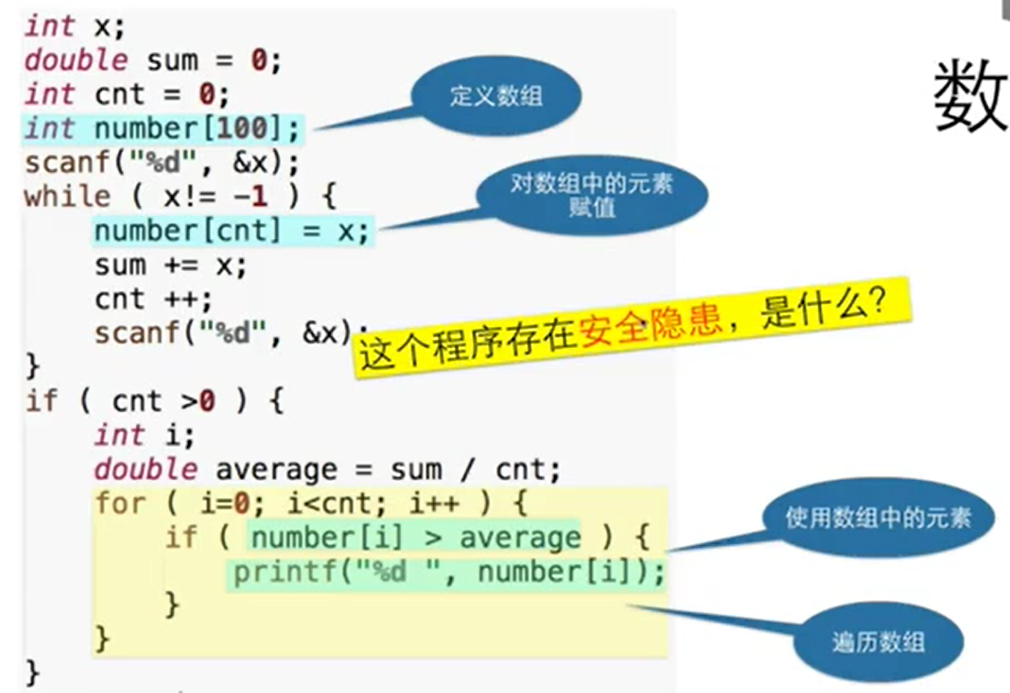 int x;
double sum = 0;
int cnt = 0;
int number[100];
scanf("%d", &x);
while ( x!= -1 ) {
number[cnt] = x;
sum += x;
cnt ++;
scanf("%d", &x);
}
if ( cnt >0 ) {
int i;
double average = sum / cnt;
for ( i=0; i<cnt; i++ ) {
if ( number[i] > average ) {
printf("%d ", number[i]);
}
}
}
定义数组
对数组中的元素
赋值
这个程序存在安全隐患，是什么？
使用数组中的元素
遍历数组
数